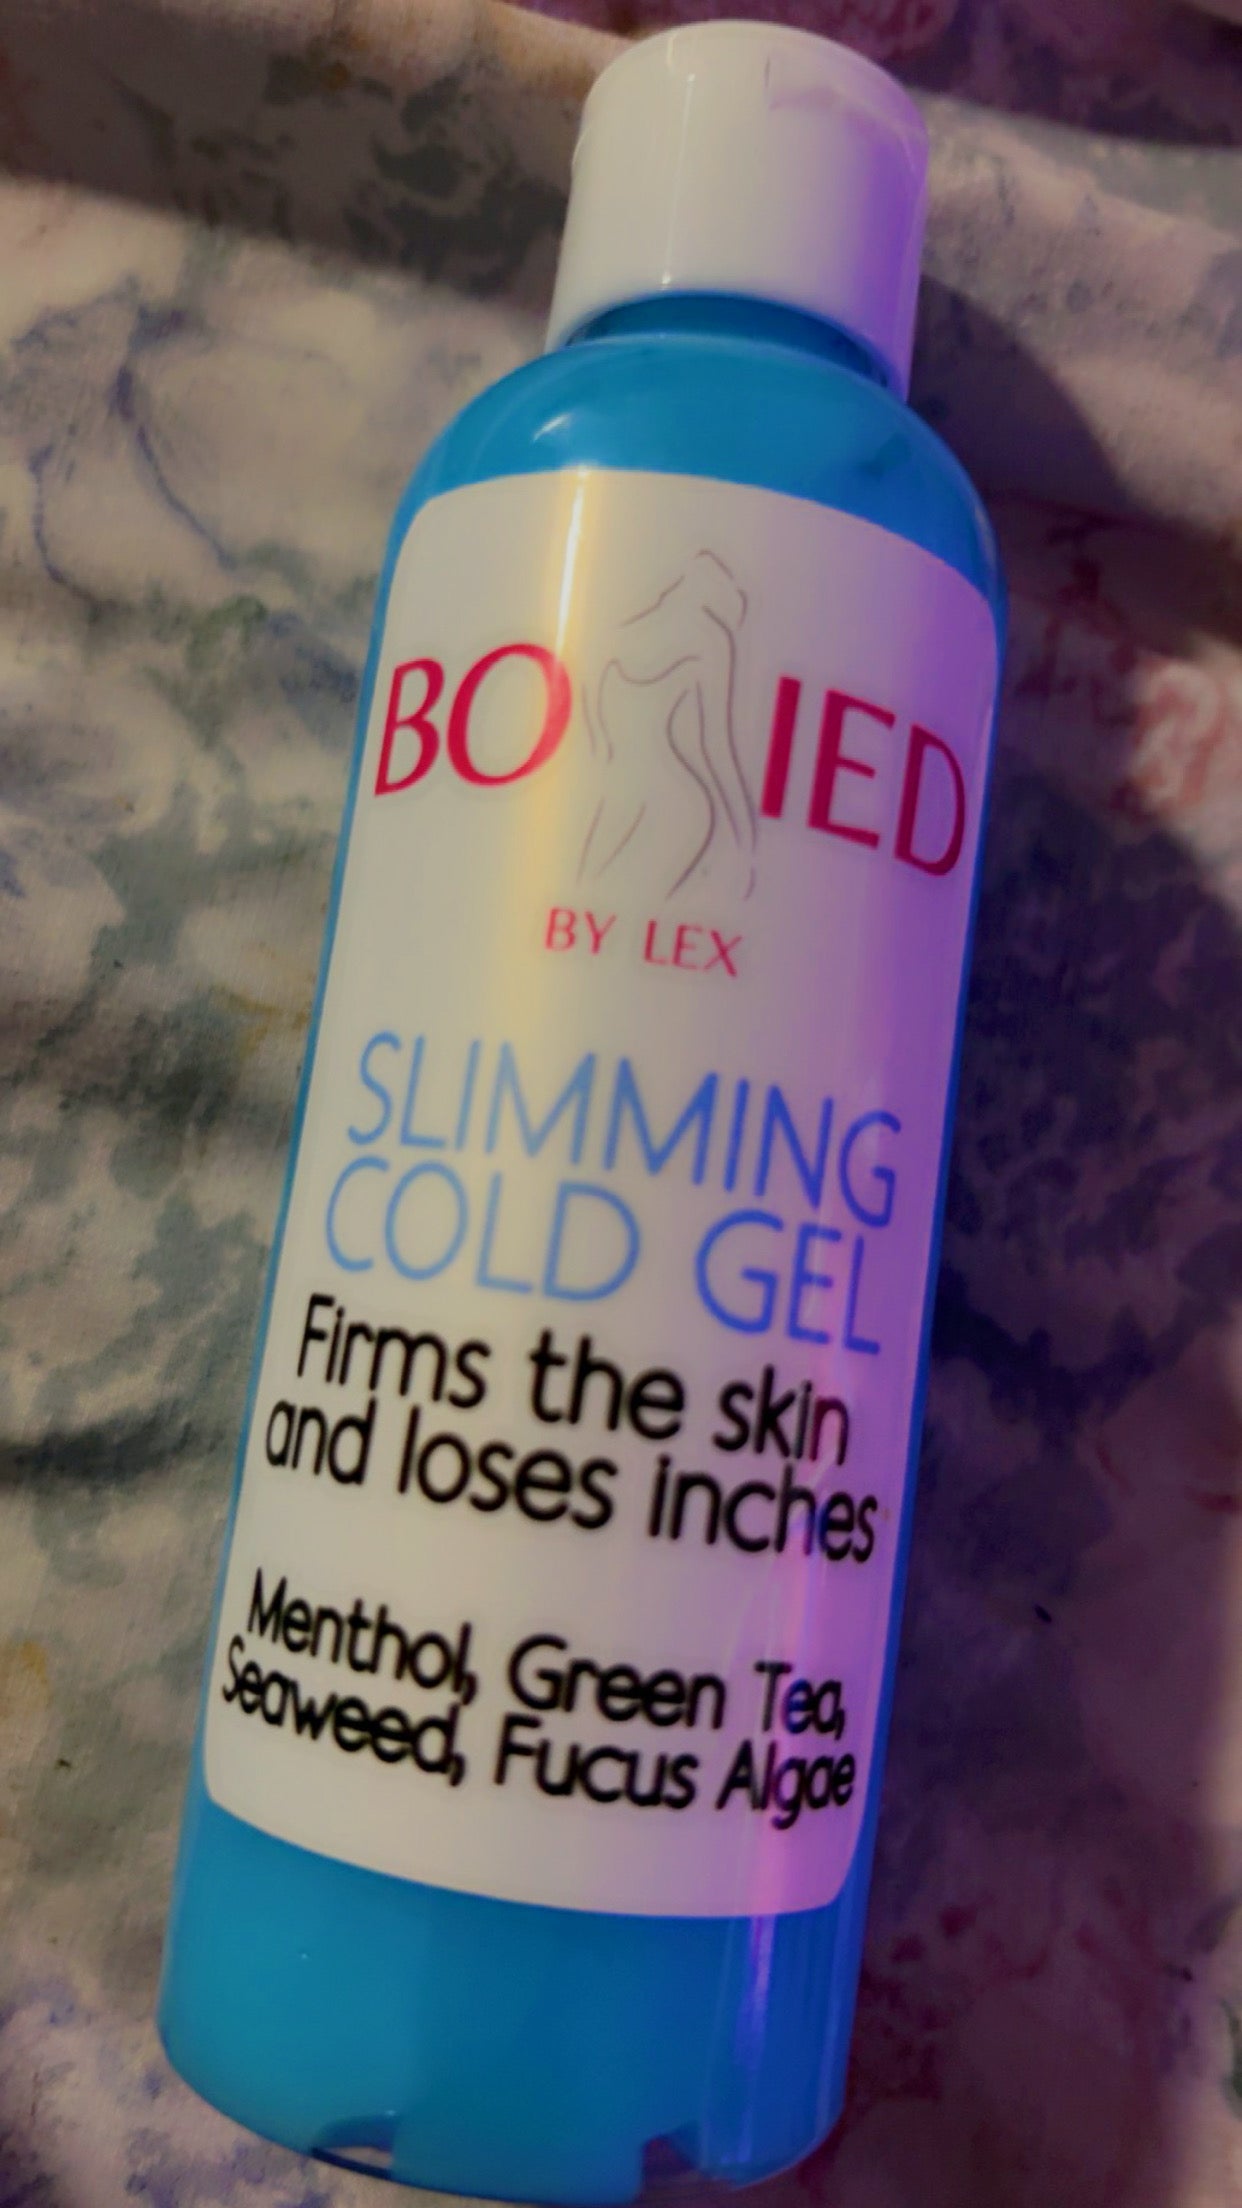 BO IED
BY LEX
SLIMMING
COLD GEL
Firms the skin
and loses inches
Menthol, Green Tea,
Seaweed, Fucus Algae